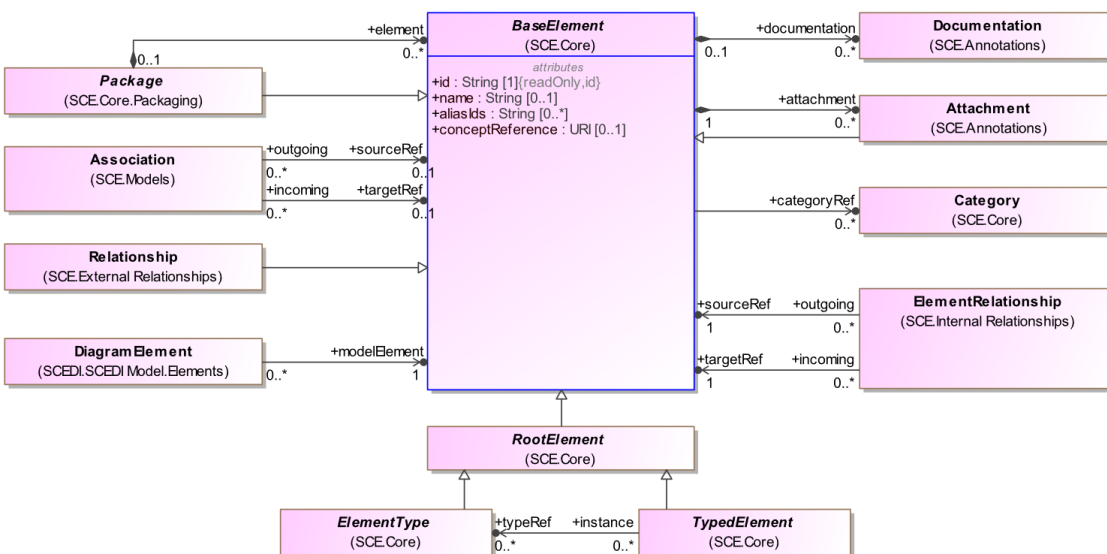 BaseElement
(SCE.Core)
attributes
+id : String [1]{readOnly,id}
+name : String [0..1]
+aliasIds : String [0..*]
+conceptReference : URI [0..1]
+element
0..*
0..1
Package
(SCE.Core.Packaging)
Association
(SCE.Models)
+outgoing +sourceRef
0..* 0..1
+incoming +targetRef
0..* 0..1
Relationship
(SCE.External Relationships)
DiagramElement
(SCEDI.SCEDI Model.Elements)
+modelElement
0..* 1
+documentation
0..1 0..*
Documentation
(SCE.Annotations)
+attachment
1 0..*
Attachment
(SCE.Annotations)
+categoryRef
0..*
Category
(SCE.Core)
+sourceRef +outgoing
1 0..*
+targetRef +incoming
1 0..*
ElementRelationship
(SCE.Internal Relationships)
RootElement
(SCE.Core)
ElementType
(SCE.Core)
+typeRef +instance
0..* 0..*
TypedElement
(SCE.Core)